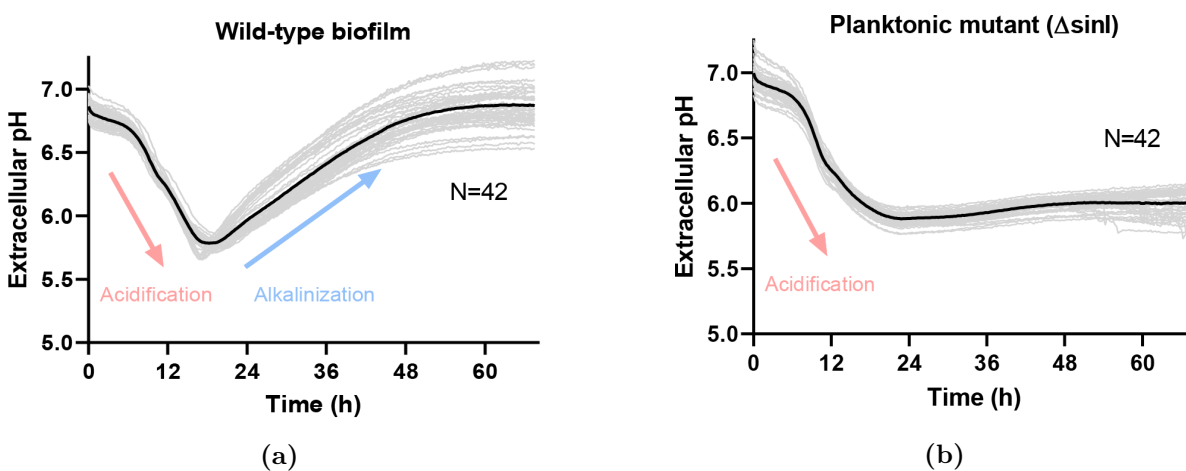 Wild-type biofilm
Extracellular pH
7.0
6.5
6.0
5.5
5.0
N=42
Acidification
Alkalinization
0 12 24 36 48 60
Time (h)
(a)
Planktonic mutant (ΔsinI)
Extracellular pH
7.0
6.5
6.0
5.5
5.0
N=42
Acidification
0 12 24 36 48 60
Time (h)
(b)